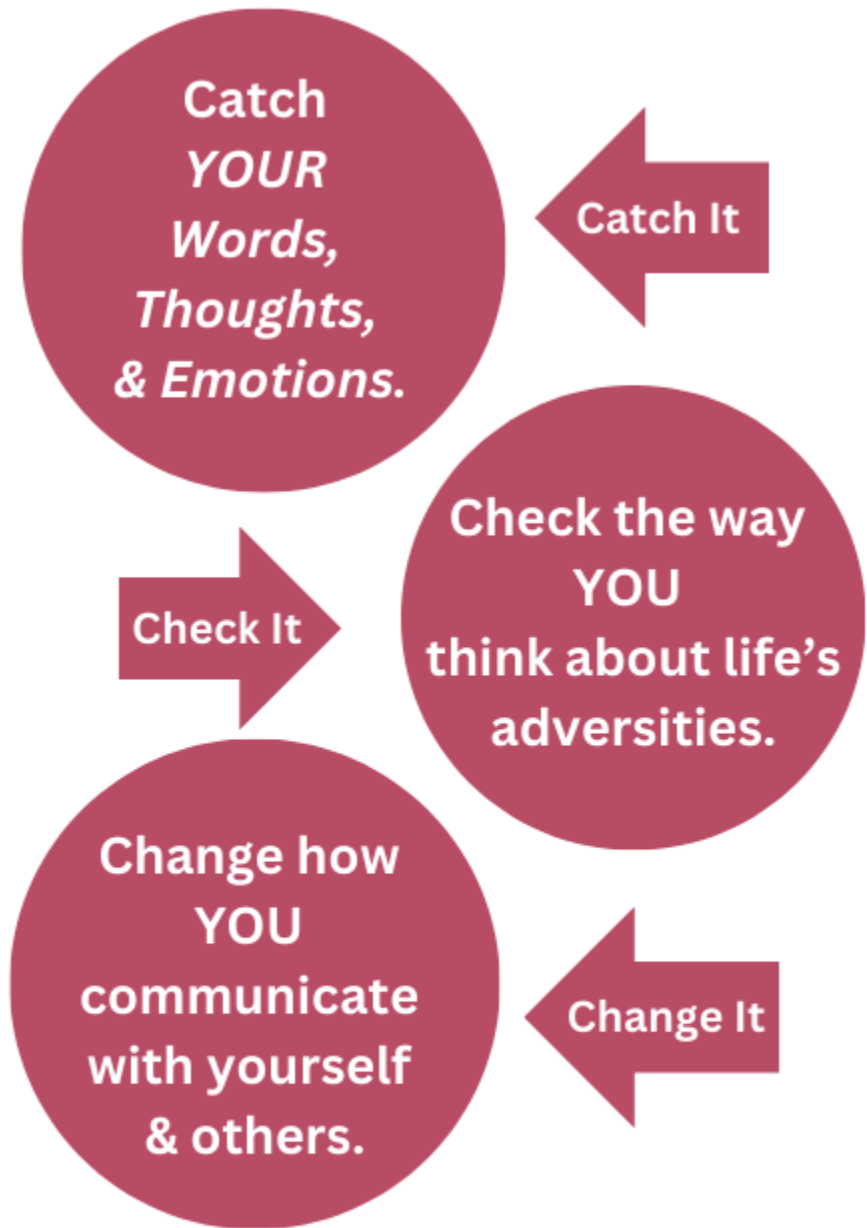 Catch
YOUR
Words,
Thoughts,
& Emotions.
Catch It
Check It
Check the way
YOU
think about life’s
adversities.
Change how
YOU
communicate
with yourself
& others.
Change It